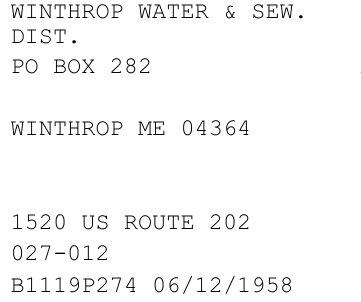 WINTHROP WATER & SEW.
DIST.
PO BOX 282
WINTHROP ME 04364
1520 US ROUTE 202
027-012
B1119P274 06/12/1958